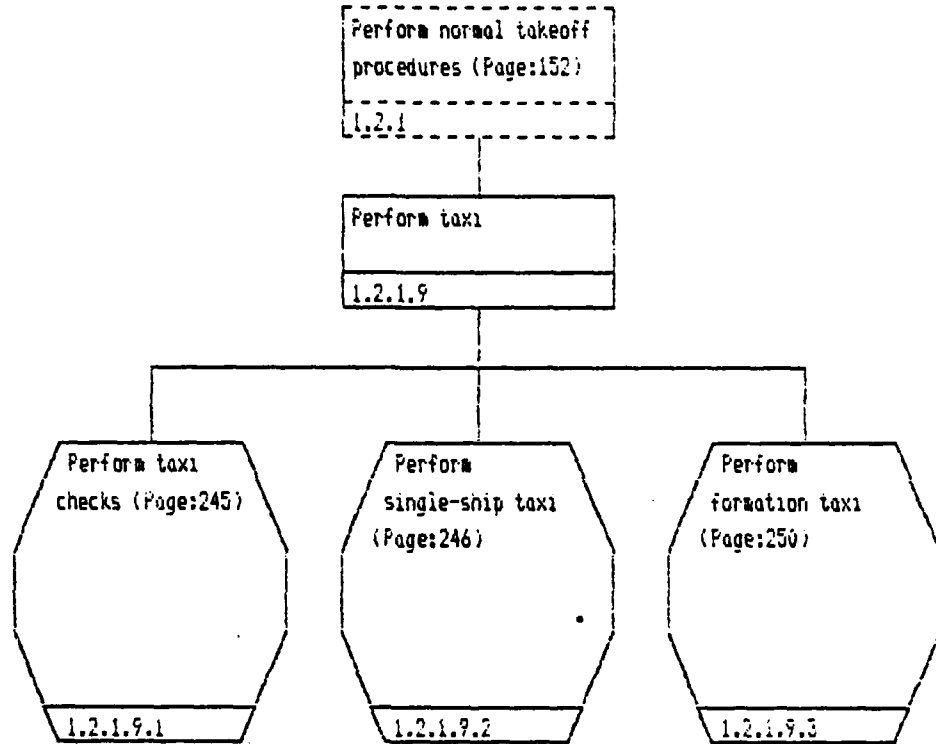 Perform normal takeoff
procedures (Page:152)
1.2.1
Perform taxi
1.2.1.9
Perform taxi
checks (Page:245)
1.2.1.9.1
Perform
single-ship taxi
(Page:246)
1.2.1.9.2
Perform
formation taxi
(Page:250)
1.2.1.9.3